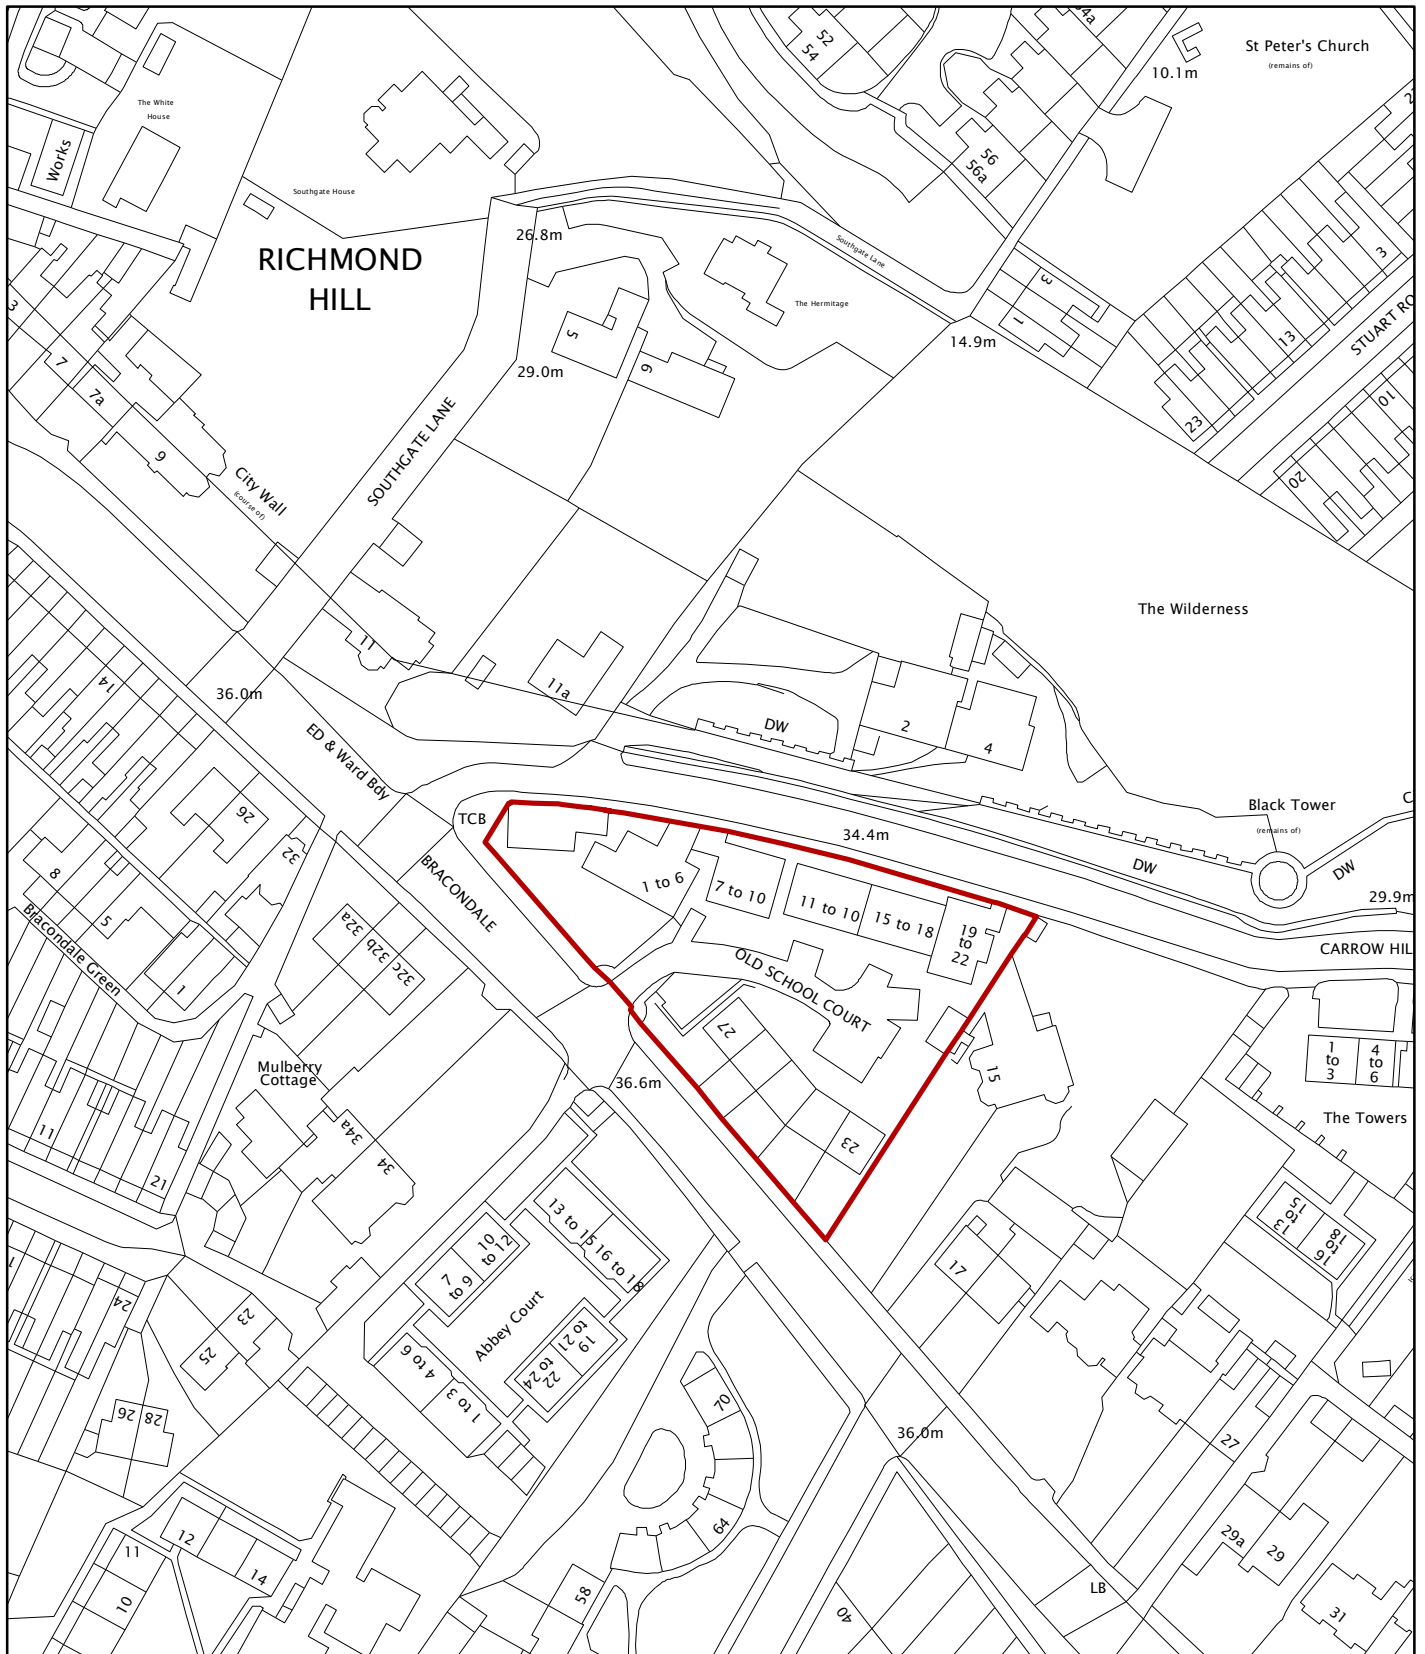 52
54
54a
10.1m
St Peter's Church
(remains of)
The White
House
Works
56
56a
Southgate House
RICHMOND
HILL
26.8m
Southgate Lane
The Hermitage
3
1
3
13
23
STUART RO
10
20
14.9m
5
6
29.0m
3
7
7a
9
City Wall
(course of)
SOUTHGATE LANE
The Wilderness
11
11a
14
36.0m
ED & Ward Bdy
DW
2
4
Black Tower
(remains of)
DW
DW
C
29.9m
CARROW HIL
TCB
34.4m
BRACONDALE
1 to 6
7 to 10
11 to 10
15 to 18
19
to
22
OLD SCHOOL COURT
27
23
15
26
32
8
5
1
Bracondale Green
32a
32b
32c
36.6m
Mulberry
Cottage
34a
34
11
21
1
to
3
4
to
6
The Towers
13
to
15
16
to
18
17
13 to 15
16 to 18
10
to 12
7
to 9
Abbey Court
19
to
21
22
to
24
4 to 6
1 to 3
24
23
25
26
28
70
64
58
36.0m
27
29a
29
31
LB
40
12
14
11
10